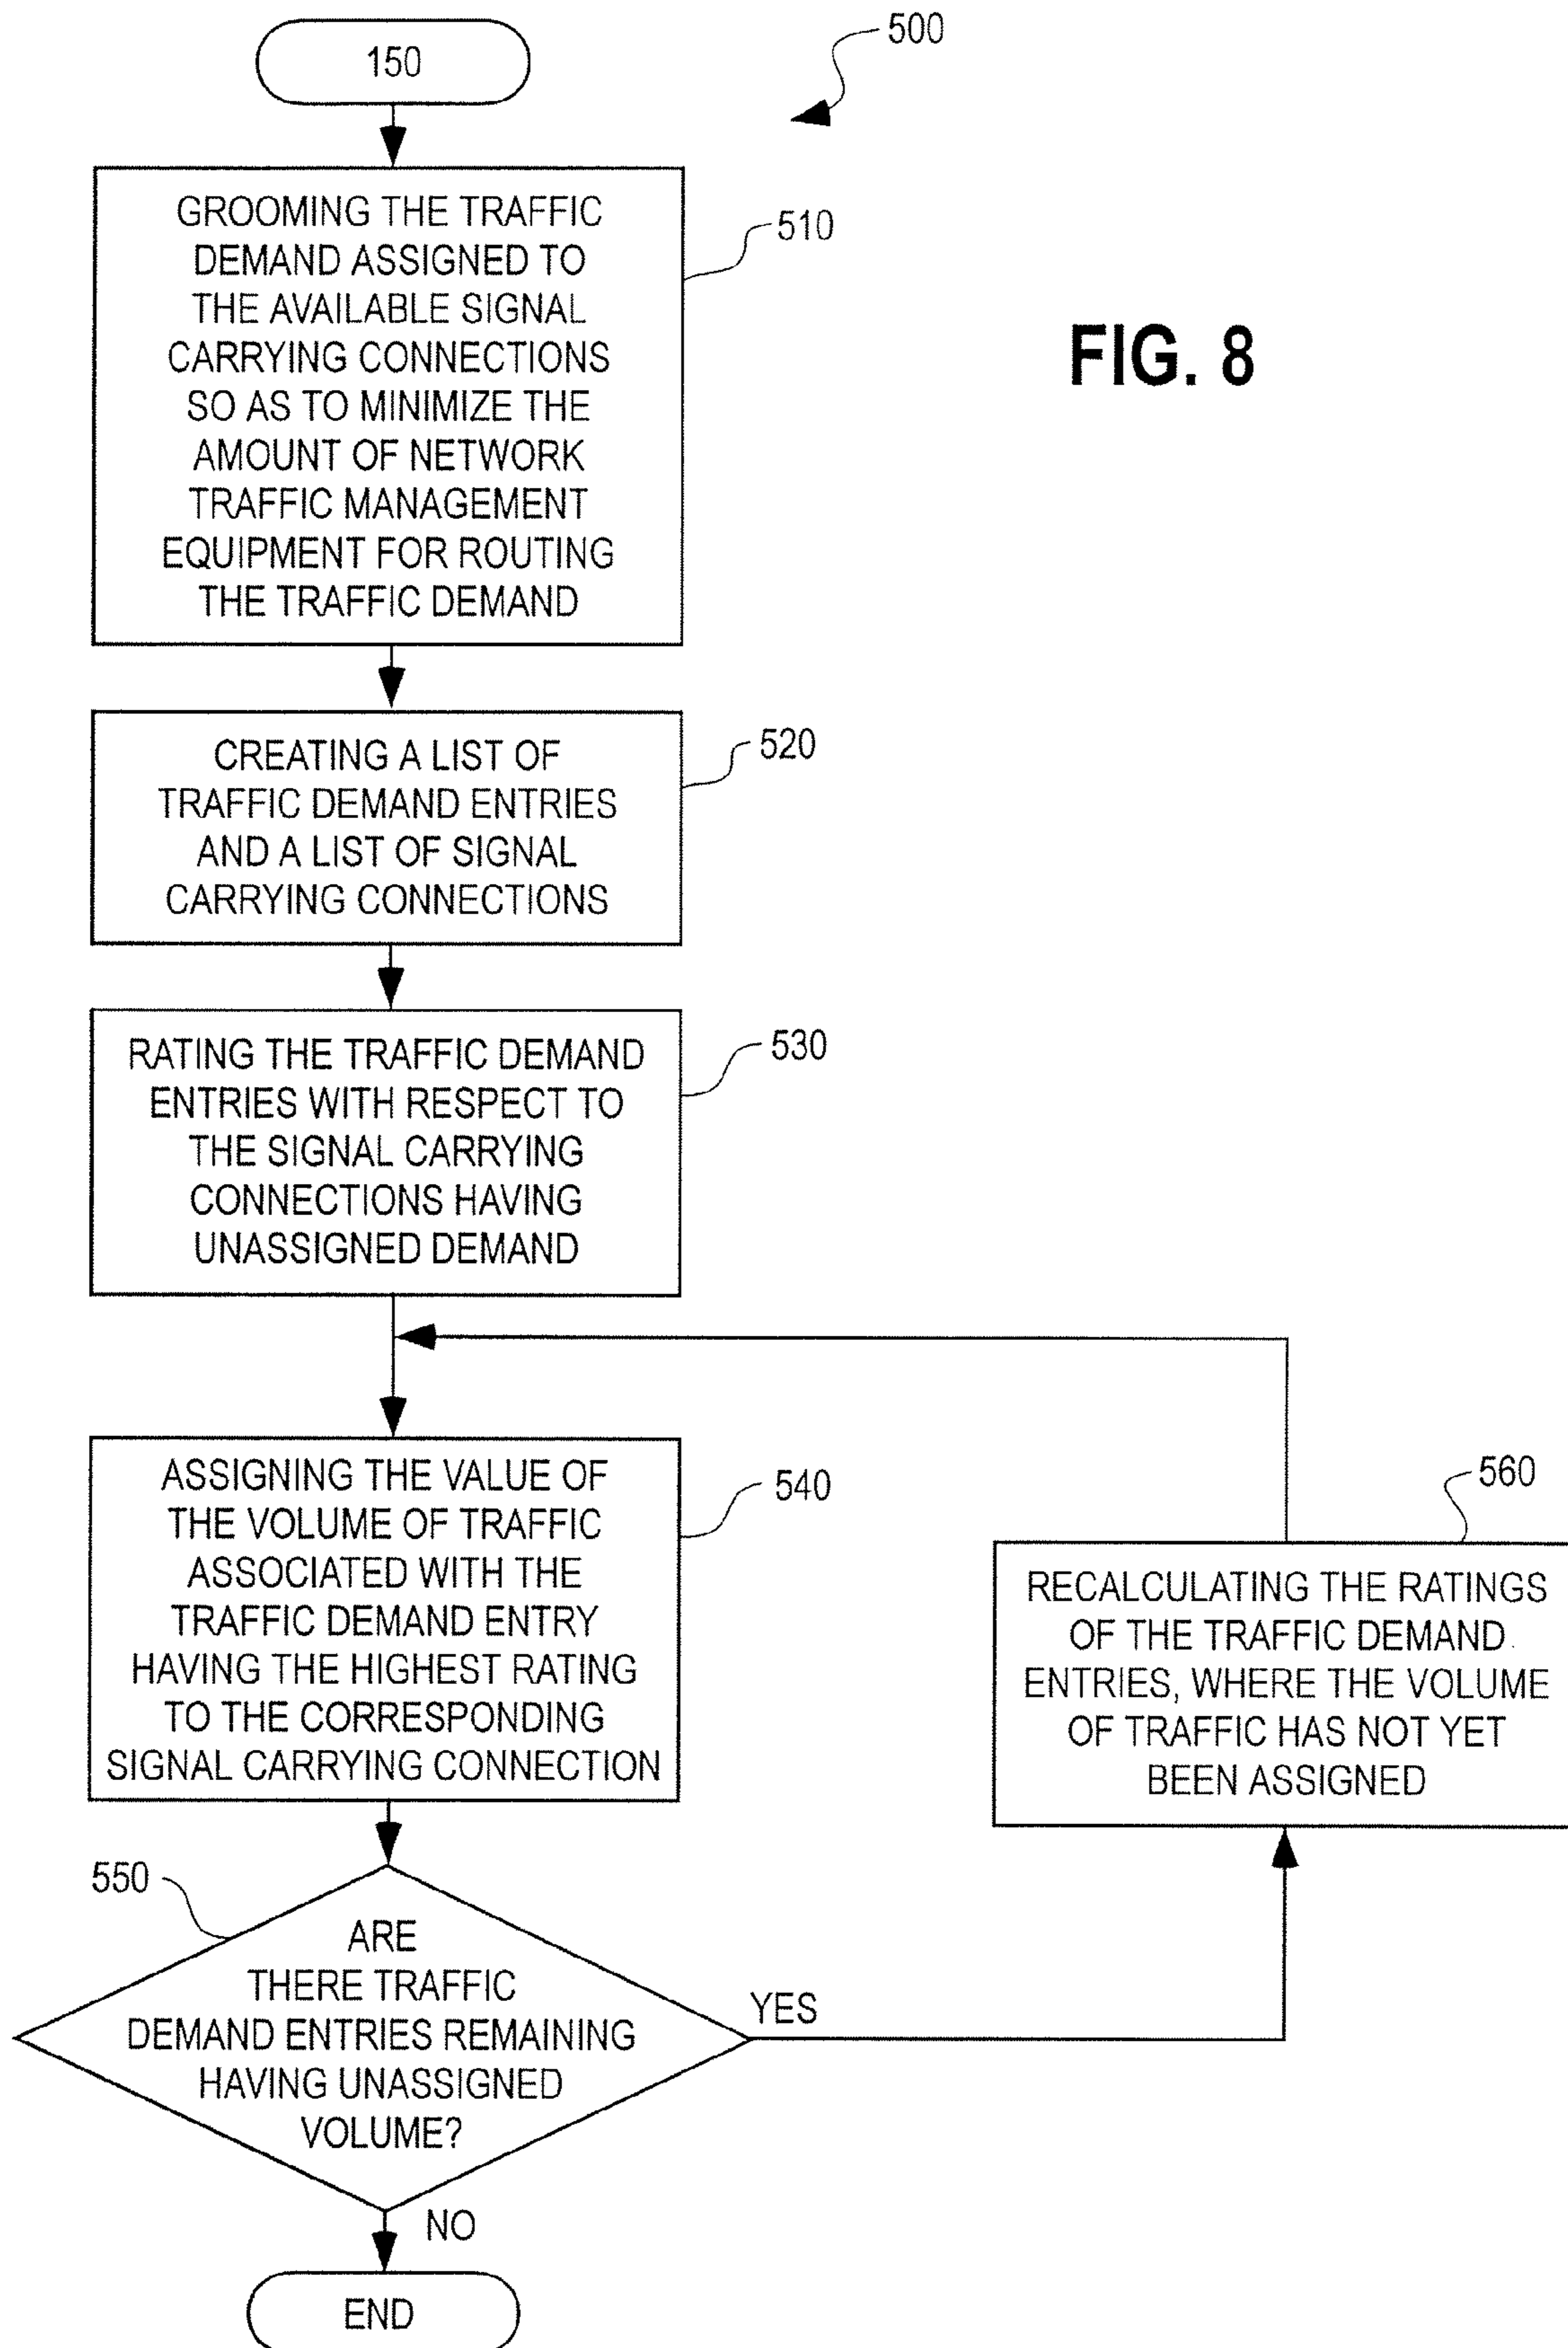 150
500
GROOMING THE TRAFFIC
DEMAND ASSIGNED TO
THE AVAILABLE SIGNAL
CARRYING CONNECTIONS
SO AS TO MINIMIZE THE
AMOUNT OF NETWORK
TRAFFIC MANAGEMENT
EQUIPMENT FOR ROUTING
THE TRAFFIC DEMAND
510
FIG. 8
CREATING A LIST OF
TRAFFIC DEMAND ENTRIES
AND A LIST OF SIGNAL
CARRYING CONNECTIONS
520
RATING THE TRAFFIC DEMAND
ENTRIES WITH RESPECT TO
THE SIGNAL CARRYING
CONNECTIONS HAVING
UNASSIGNED DEMAND
530
ASSIGNING THE VALUE OF
THE VOLUME OF TRAFFIC
ASSOCIATED WITH THE
TRAFFIC DEMAND ENTRY
HAVING THE HIGHEST RATING
TO THE CORRESPONDING
SIGNAL CARRYING CONNECTION
540
560
RECALCULATING THE RATINGS
OF THE TRAFFIC DEMAND
ENTRIES, WHERE THE VOLUME
OF TRAFFIC HAS NOT YET
BEEN ASSIGNED
550
ARE
THERE TRAFFIC
DEMAND ENTRIES REMAINING
HAVING UNASSIGNED
VOLUME?
YES
NO
END